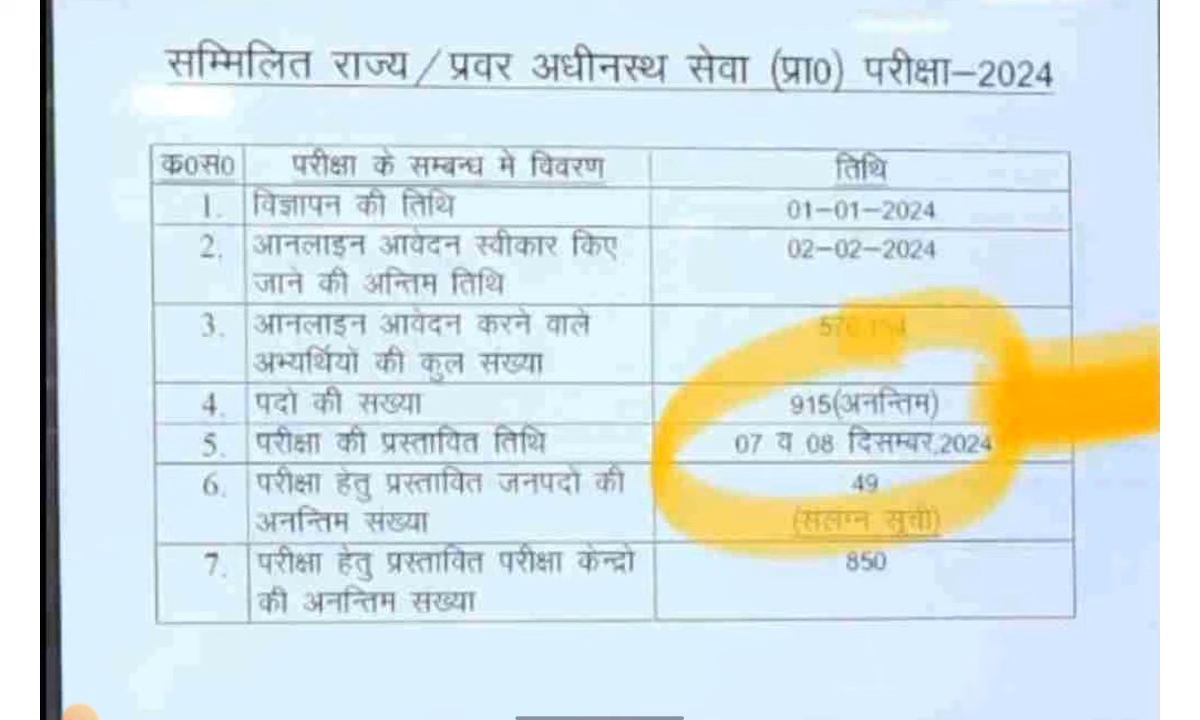 सम्मिलित राज्य / प्रवर अधीनस्थ सेवा (प्रा0) परीक्षा-2024
क0स0 परीक्षा के सम्बन्ध मे विवरण तिथि
1. विज्ञापन की तिथि 01-01-2024
2. आनलाइन आवेदन स्वीकार किए 02-02-2024
जाने की अन्तिम तिथि
3. आनलाइन आवेदन करने वाले
अभ्यर्थियो की कुल संख्या
4. पदो की सख्या 915(अनन्तिम)
5. परीक्षा की प्रस्तावित तिथि 07 व 08 दिसम्बर,2024
6. परीक्षा हेतु प्रस्तावित जनपदो की 49
अनन्तिम संख्या (सलग्न सूची)
7. परीक्षा हेतु प्रस्तावित परीक्षा केन्द्रो 850
की अनन्तिम सख्या